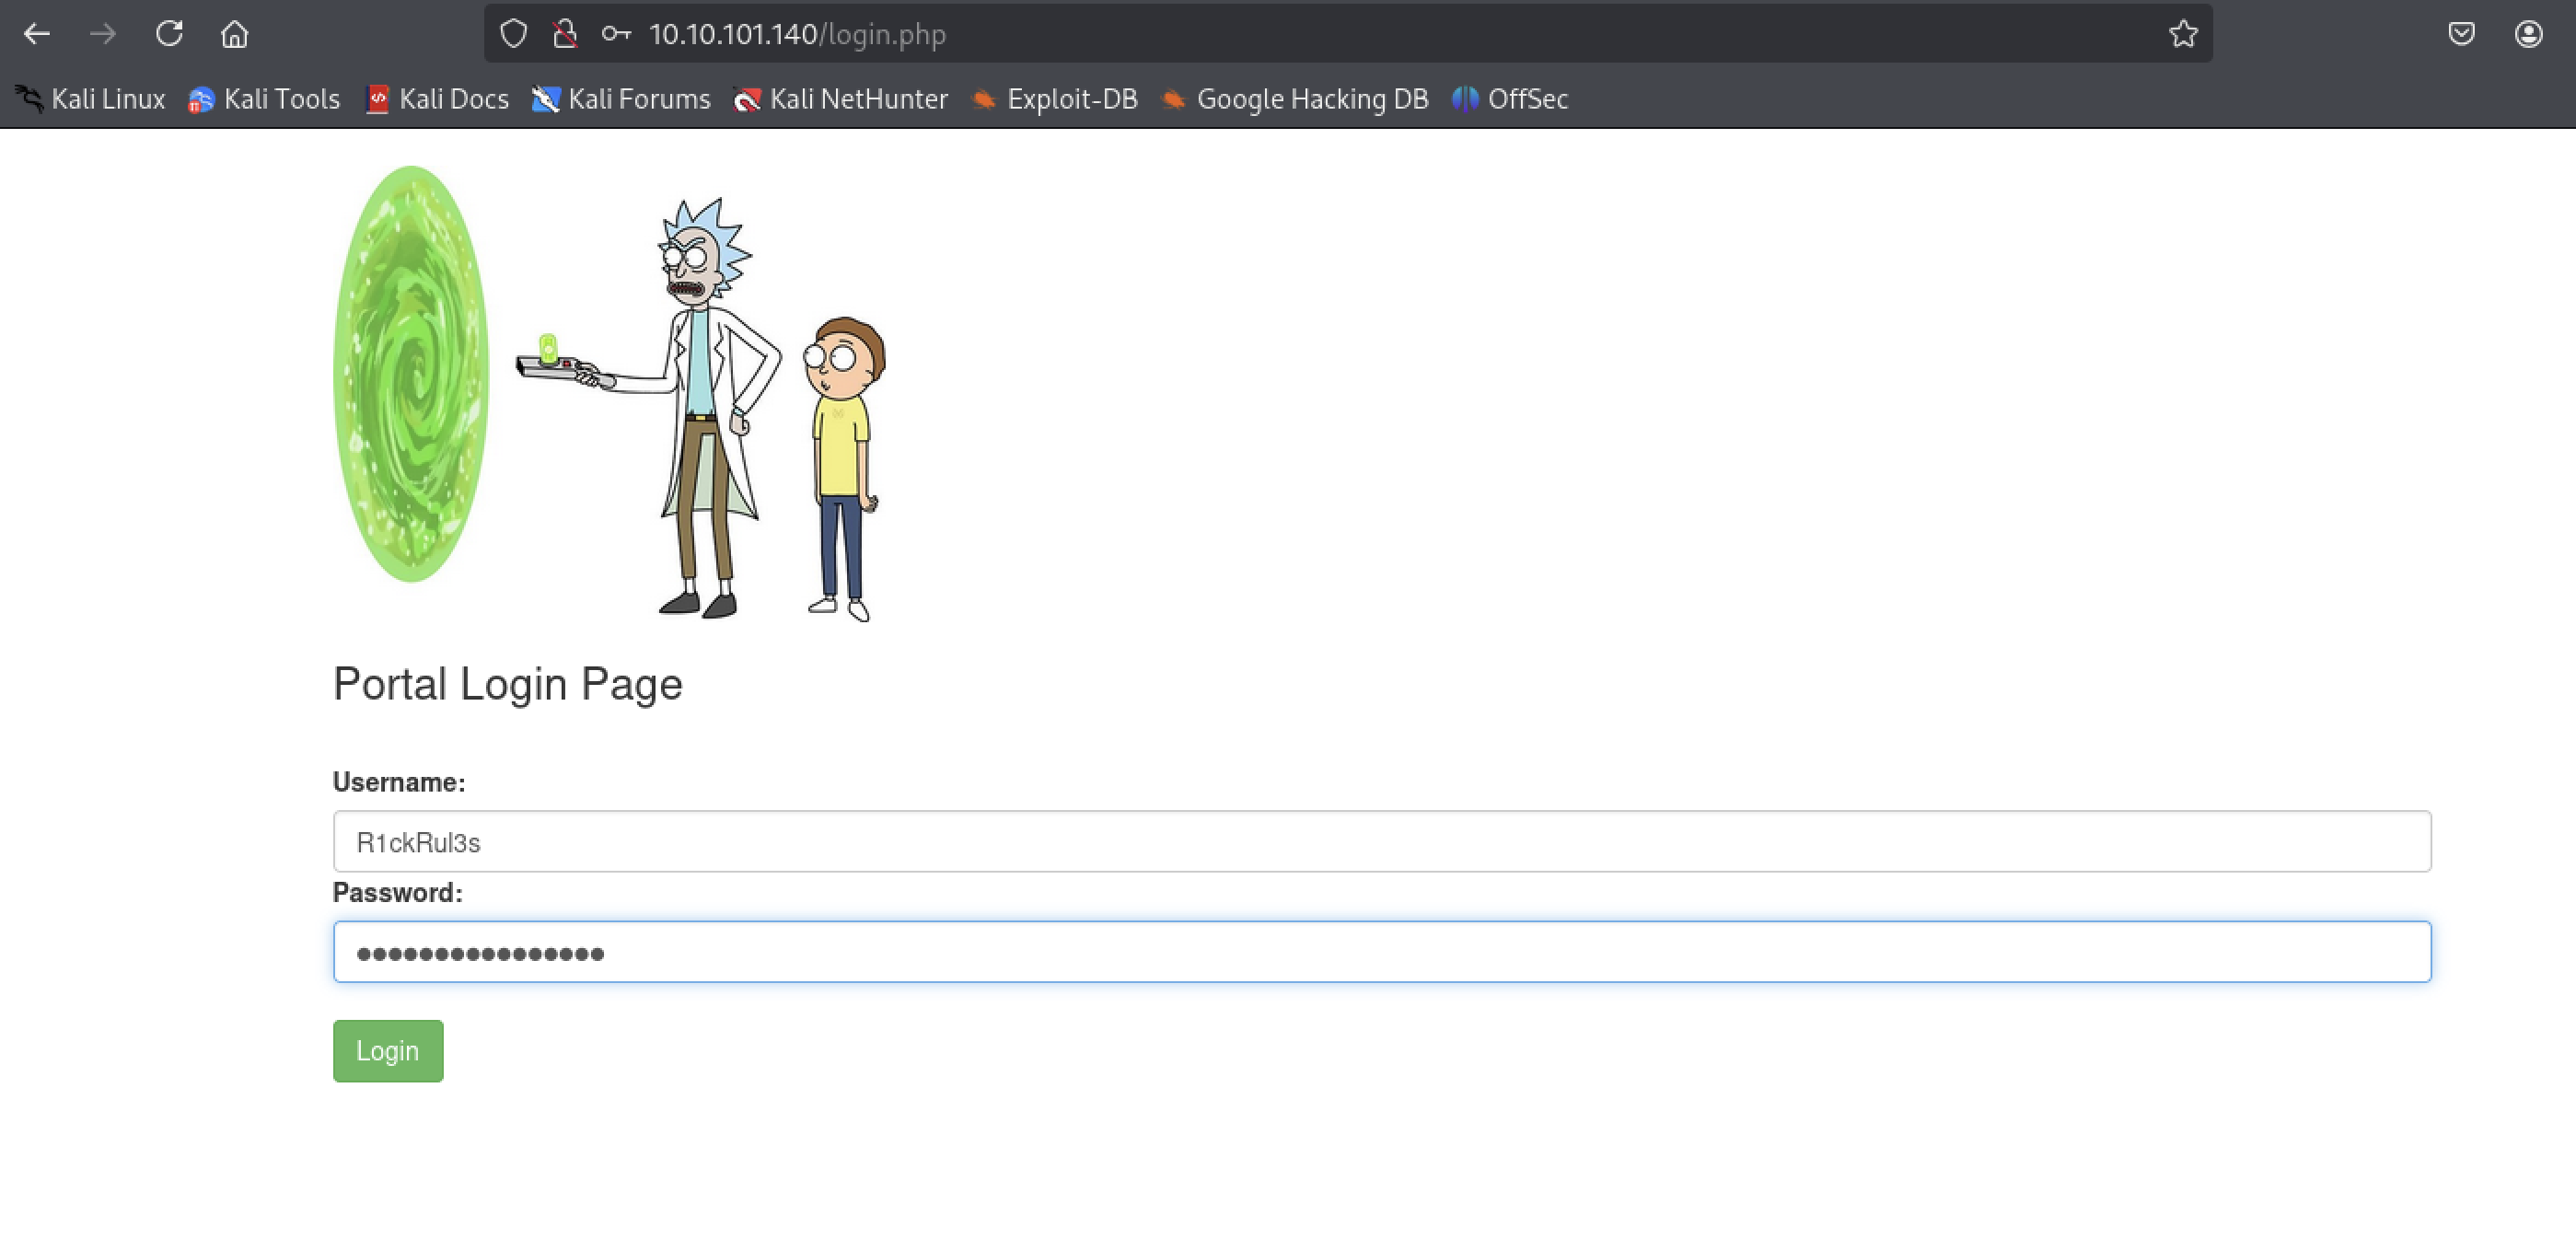 10.10.101.140/login.php
Kali Linux Kali Tools Kali Docs Kali Forums Kali NetHunter Exploit-DB Google Hacking DB OffSec
Portal Login Page
Username:
R1ckRul3s
Password:
••••••••••••••••
Login